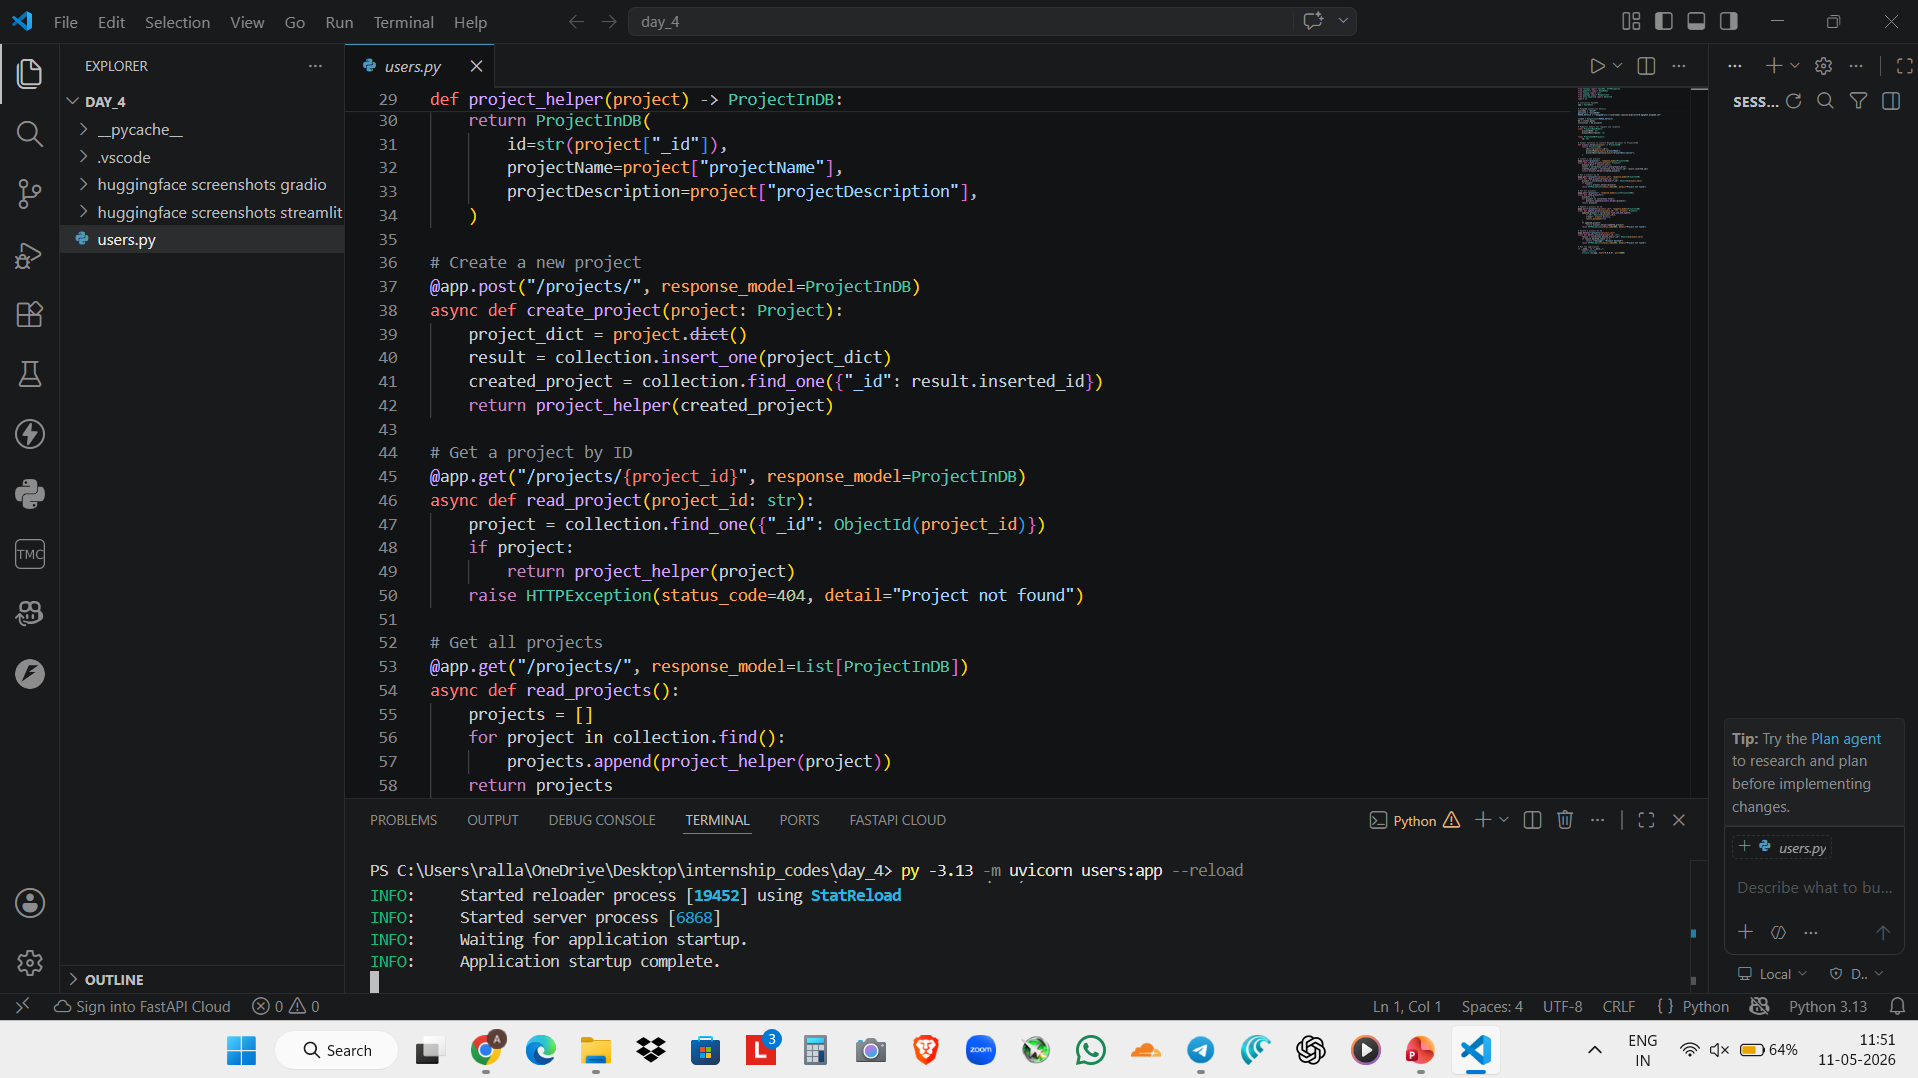 File Edit Selection View Go Run Terminal Help
day_4
EXPLORER
DAY_4
__pycache__
.vscode
huggingface screenshots gradio
huggingface screenshots streamlit
users.py
OUTLINE
TMC
users.py
29 def project_helper(project) -> ProjectInDB:
30 return ProjectInDB(
31 id=str(project["_id"]),
32 projectName=project["projectName"],
33 projectDescription=project["projectDescription"],
34 )
35
36 # Create a new project
37 @app.post("/projects/", response_model=ProjectInDB)
38 async def create_project(project: Project):
39 project_dict = project.dict()
40 result = collection.insert_one(project_dict)
41 created_project = collection.find_one({"_id": result.inserted_id})
42 return project_helper(created_project)
43
44 # Get a project by ID
45 @app.get("/projects/{project_id}", response_model=ProjectInDB)
46 async def read_project(project_id: str):
47 project = collection.find_one({"_id": ObjectId(project_id)})
48 if project:
49 return project_helper(project)
50 raise HTTPException(status_code=404, detail="Project not found")
51
52 # Get all projects
53 @app.get("/projects/", response_model=List[ProjectInDB])
54 async def read_projects():
55 projects = []
56 for project in collection.find():
57 projects.append(project_helper(project))
58 return projects
PROBLEMS OUTPUT DEBUG CONSOLE TERMINAL PORTS FASTAPI CLOUD
Python
PS C:\Users\ralla\OneDrive\Desktop\internship_codes\day_4> py -3.13 -m uvicorn users:app --reload
INFO: Started reloader process [19452] using StatReload
INFO: Started server process [6868]
INFO: Waiting for application startup.
INFO: Application startup complete.
SESS...
Tip: Try the Plan agent
to research and plan
before implementing
changes.
users.py
Describe what to bu...
Local
D..
Sign into FastAPI Cloud 0 0
Ln 1, Col 1 Spaces: 4 UTF-8 CRLF { } Python Python 3.13
Search
A
L
3
zoom
P
ENG
IN
64%
11:51
11-05-2026